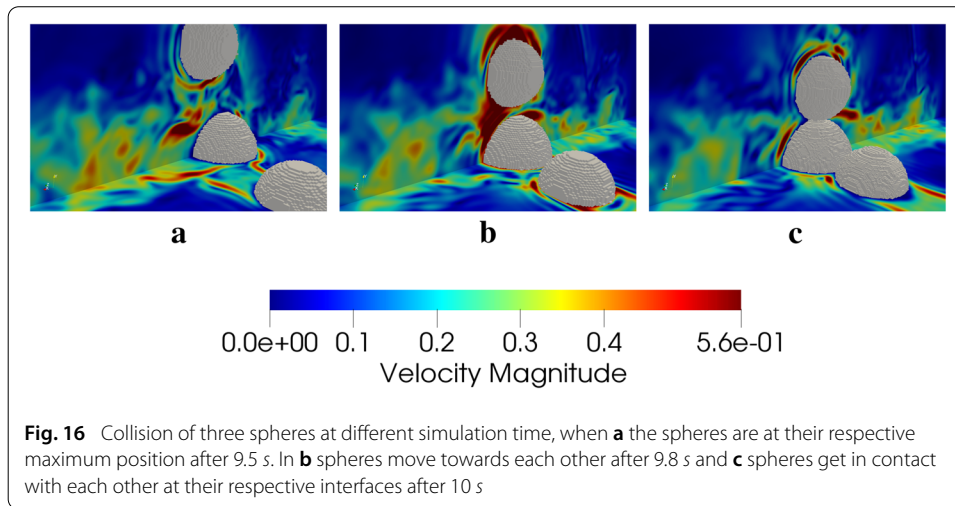 a b c
0.0e+00 0.1 0.2 0.3 0.4 5.6e-01
Velocity Magnitude
Fig. 16 Collision of three spheres at different simulation time, when a the spheres are at their respective
maximum position after 9.5 s. In b spheres move towards each other after 9.8 s and c spheres get in contact
with each other at their respective interfaces after 10 s